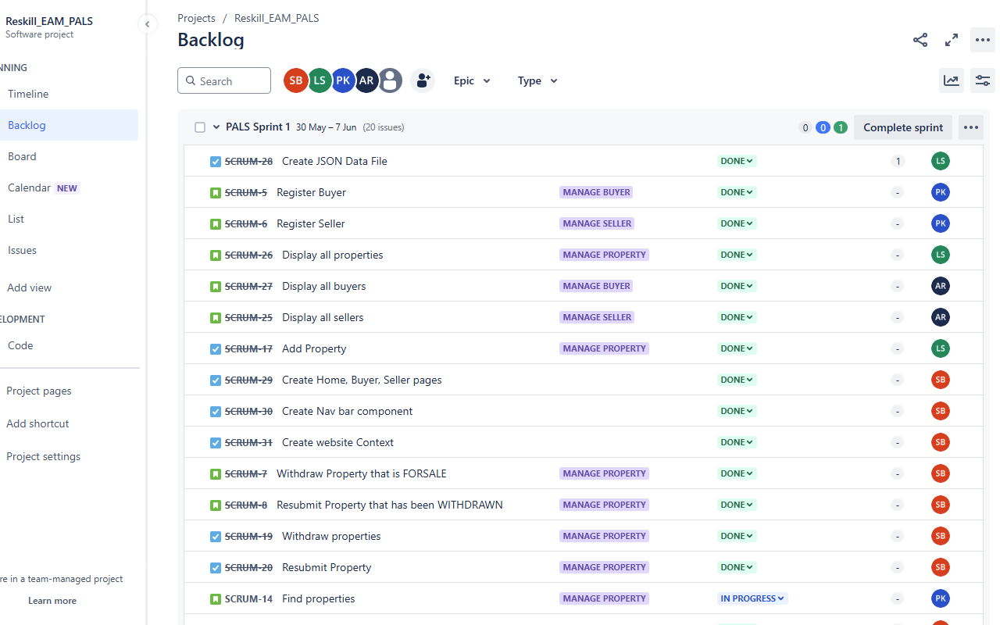 Reskill_EAM_PALS
Software project
NNING
Timeline
Backlog
Board
Calendar NEW
List
Issues
Add view
ELOPMENT
Code
Project pages
Add shortcut
Project settings
re in a team-managed project
Learn more
Projects / Reskill_EAM_PALS
Backlog
Search SB LS PK AR Epic Type
PALS Sprint 1 30 May – 7 Jun (20 issues) 0 0 1 Complete sprint
SCRUM-28 Create JSON Data File DONE 1 LS
SCRUM-5 Register Buyer MANAGE BUYER DONE - PK
SCRUM-6 Register Seller MANAGE SELLER DONE - PK
SCRUM-26 Display all properties MANAGE PROPERTY DONE - LS
SCRUM-27 Display all buyers MANAGE BUYER DONE - AR
SCRUM-25 Display all sellers MANAGE SELLER DONE - AR
SCRUM-17 Add Property MANAGE PROPERTY DONE - LS
SCRUM-29 Create Home, Buyer, Seller pages DONE - SB
SCRUM-30 Create Nav bar component DONE - SB
SCRUM-31 Create website Context DONE - SB
SCRUM-7 Withdraw Property that is FORSALE MANAGE PROPERTY DONE - SB
SCRUM-8 Resubmit Property that has been WITHDRAWN MANAGE PROPERTY DONE - SB
SCRUM-19 Withdraw properties MANAGE PROPERTY DONE - SB
SCRUM-20 Resubmit Property MANAGE PROPERTY DONE - SB
SCRUM-14 Find properties MANAGE PROPERTY IN PROGRESS - PK